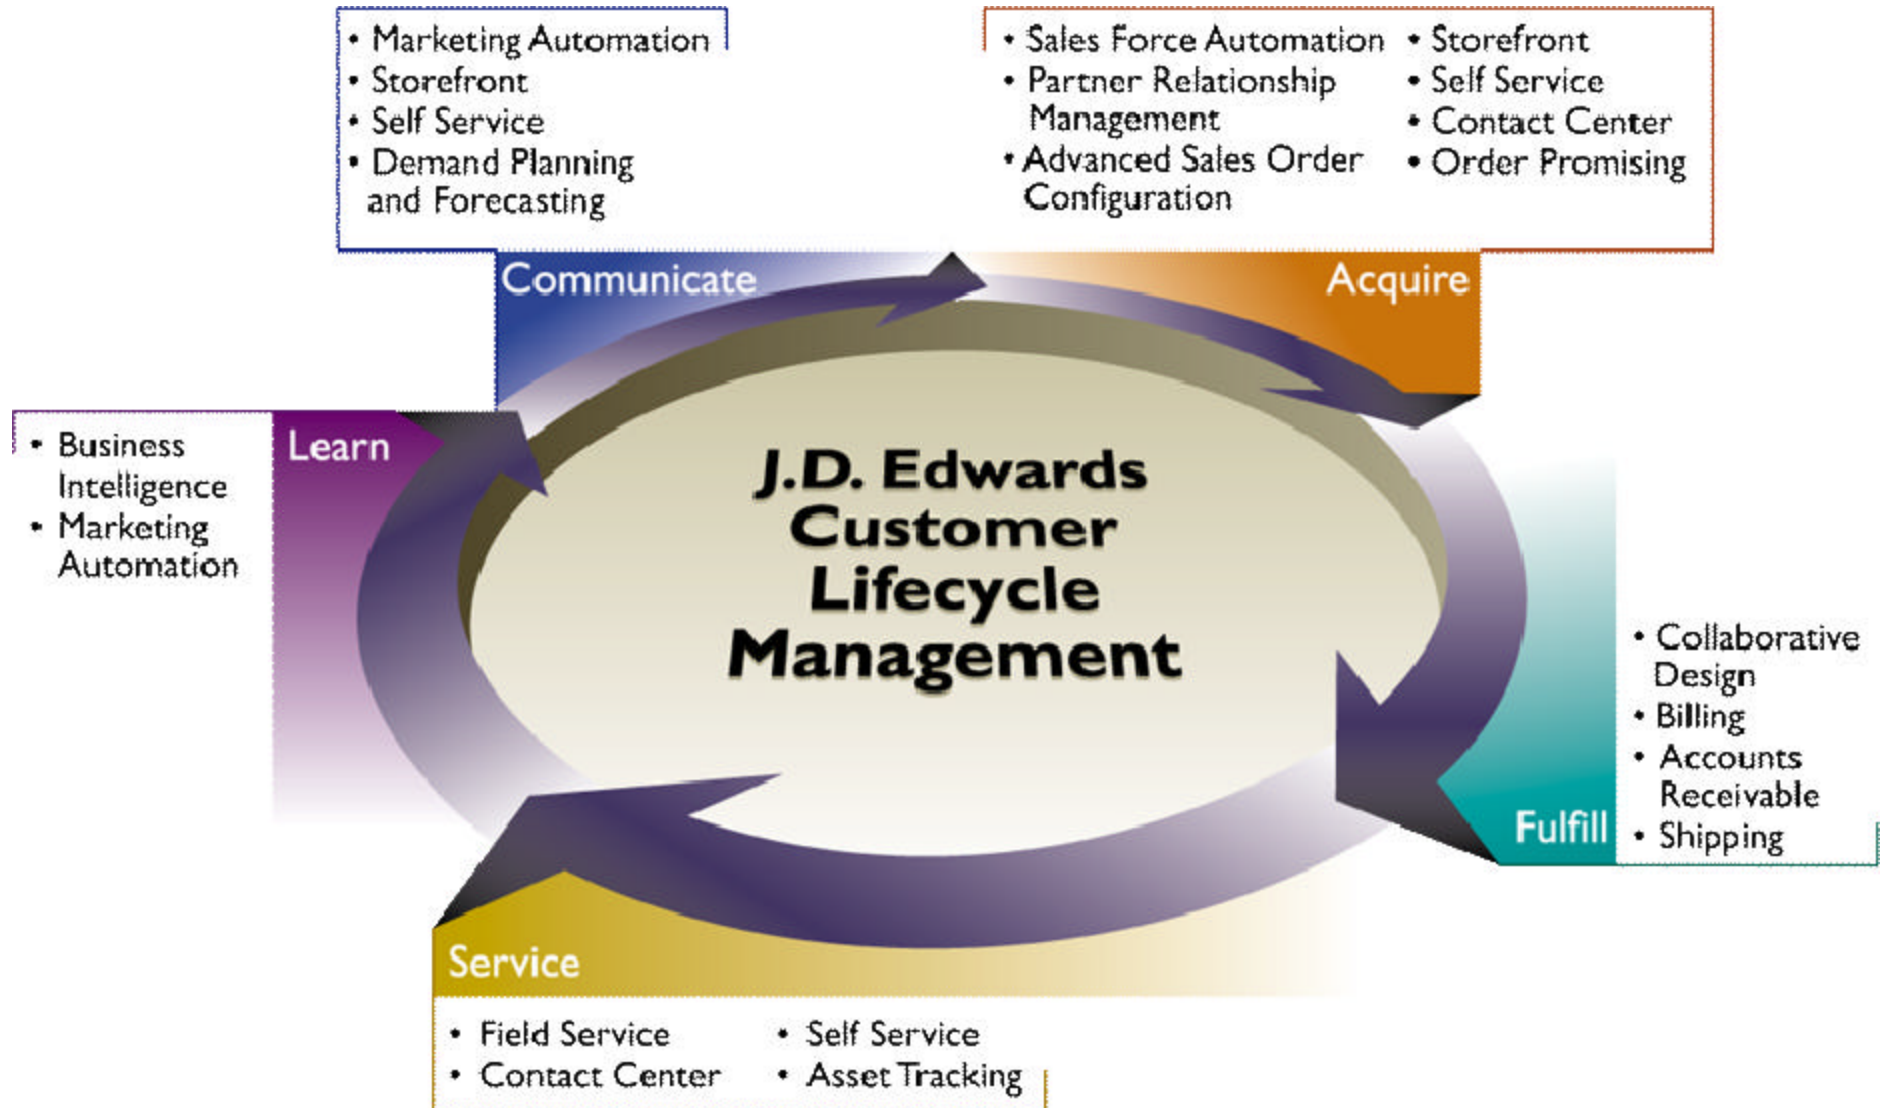 • Marketing Automation
• Storefront
• Self Service
• Demand Planning
and Forecasting
• Sales Force Automation
• Partner Relationship
Management
• Advanced Sales Order
Configuration
• Storefront
• Self Service
• Contact Center
• Order Promising
Communicate
Acquire
Learn
• Business
Intelligence
• Marketing
Automation
J.D. Edwards
Customer
Lifecycle
Management
• Collaborative
Design
• Billing
• Accounts
Receivable
• Shipping
Fulfill
Service
• Field Service
• Contact Center
• Self Service
• Asset Tracking